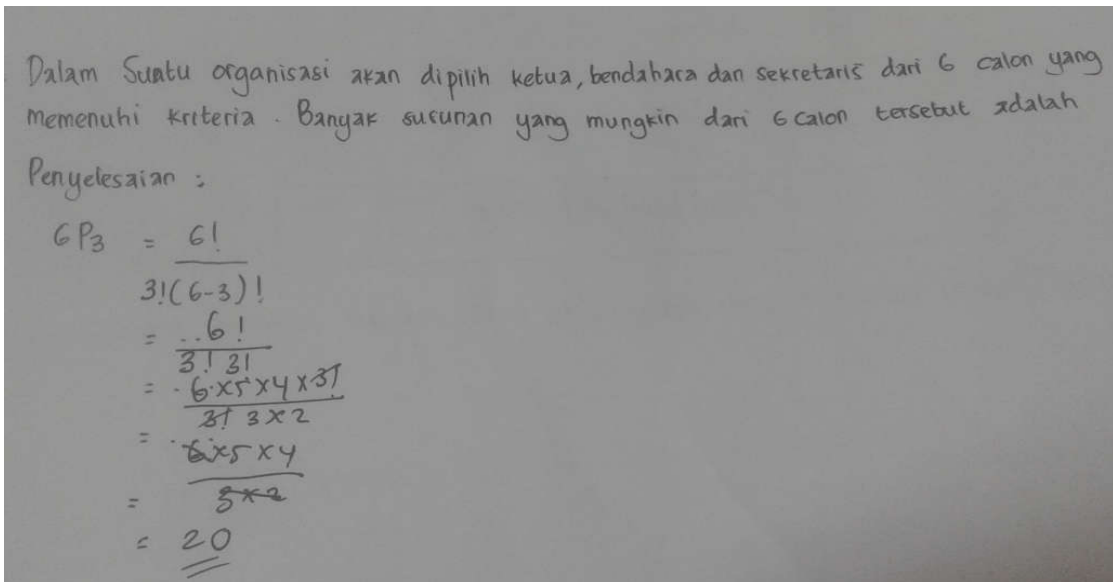 Dalam Suatu organisasi akan dipilih ketua, bendahara dan sekretaris dari 6 calon yang
memenuhi kriteria. Banyak susunan yang mungkin dari 6 calon tersebut adalah
Penyelesaian :
6P3 = 6!
3!(6-3)!
= ..6!
3! 3!
= . 6×5×4×3!
3! 3×2
= . 6×5×4
= 3×2
= 20